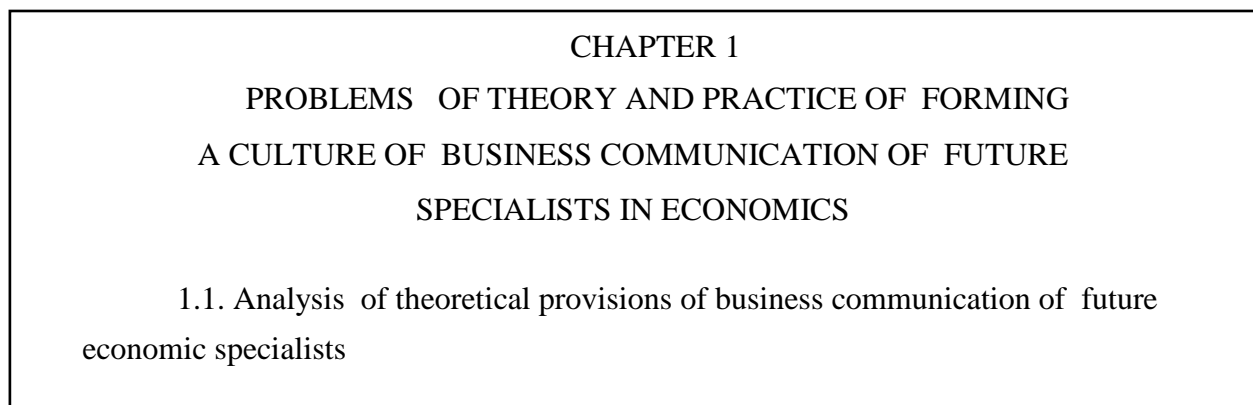 CHAPTER 1
PROBLEMS OF THEORY AND PRACTICE OF FORMING
A CULTURE OF BUSINESS COMMUNICATION OF FUTURE
SPECIALISTS IN ECONOMICS
1.1. Analysis of theoretical provisions of business communication of future
economic specialists